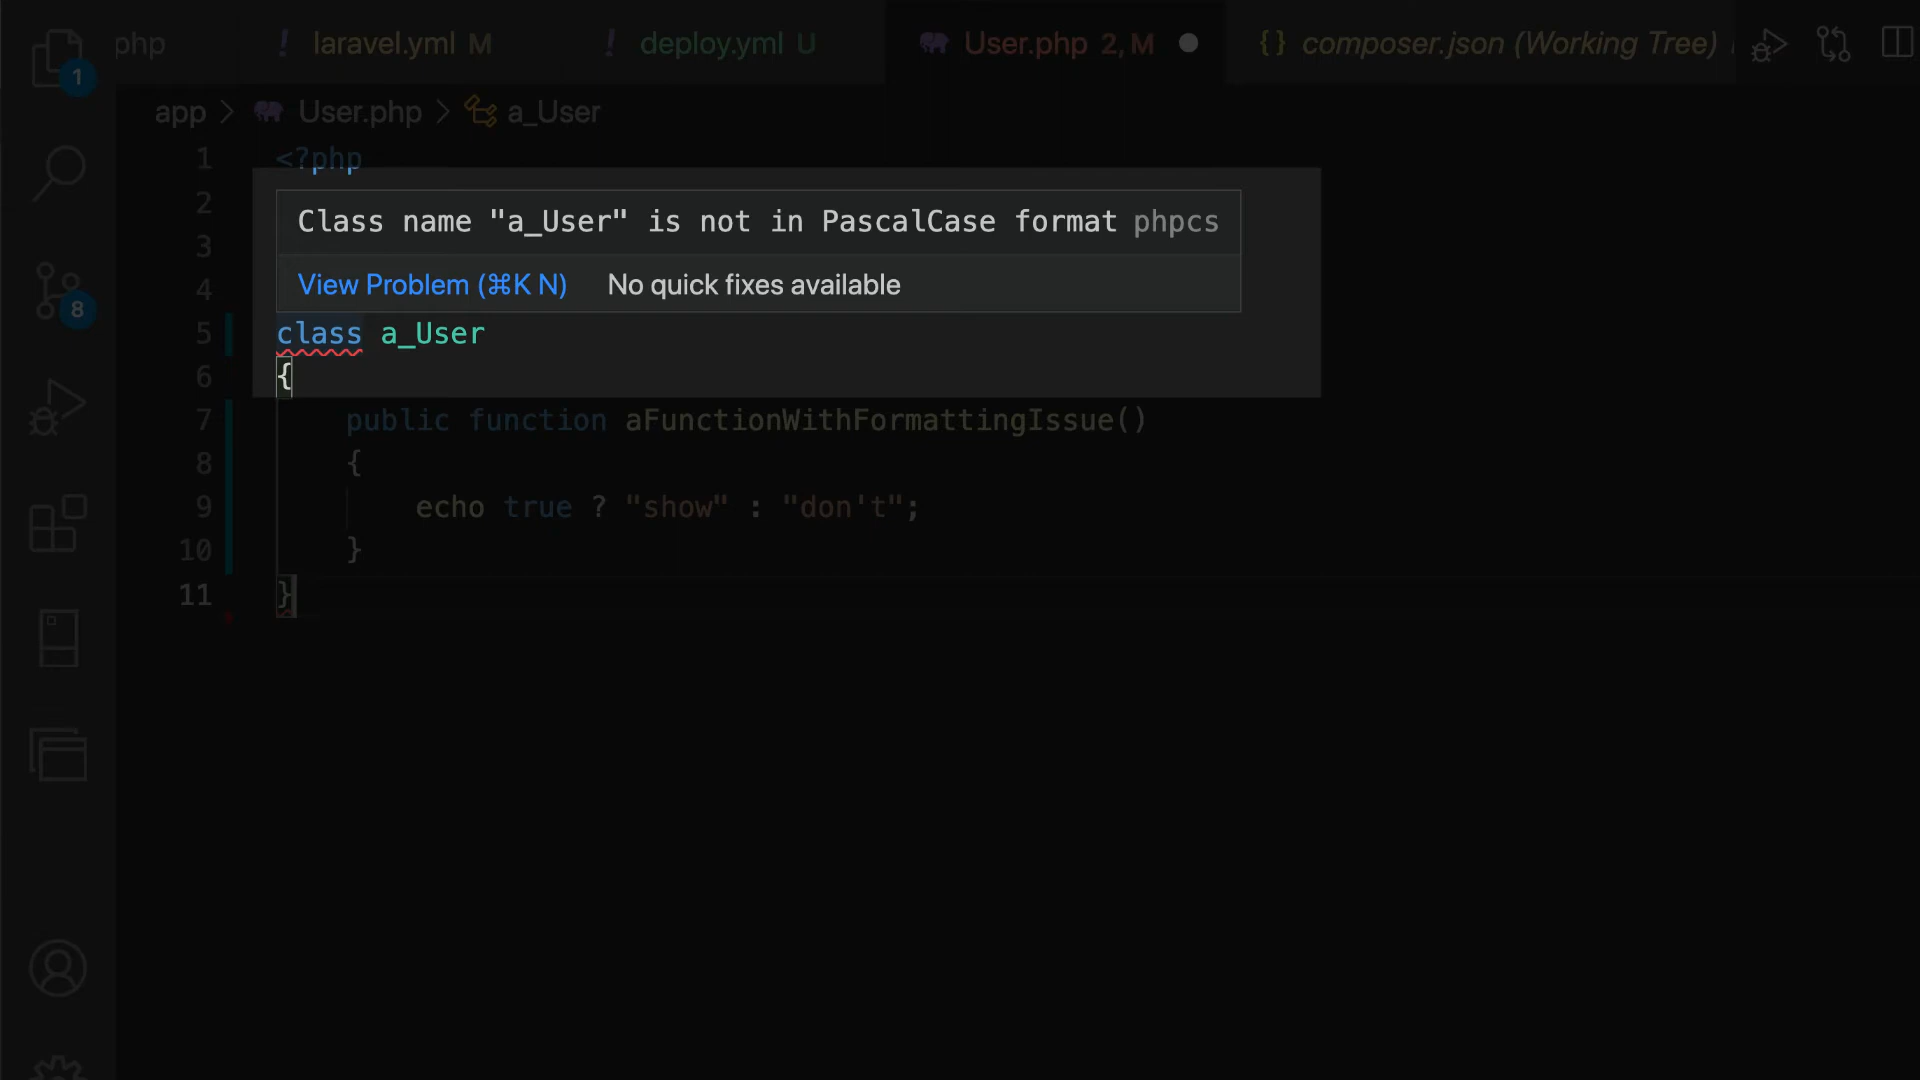 php
! laravel.yml M
! deploy.yml U
User.php 2, M
{} composer.json (Working Tree)
1
app > User.php > a_User
1 <?php
2
Class name "a_User" is not in PascalCase format phpcs
3
View Problem (⌘K N) No quick fixes available
4
8
5 class a_User
6 {
7 public function aFunctionWithFormattingIssue()
8 {
9 echo true ? "show" : "don't";
10 }
11 }